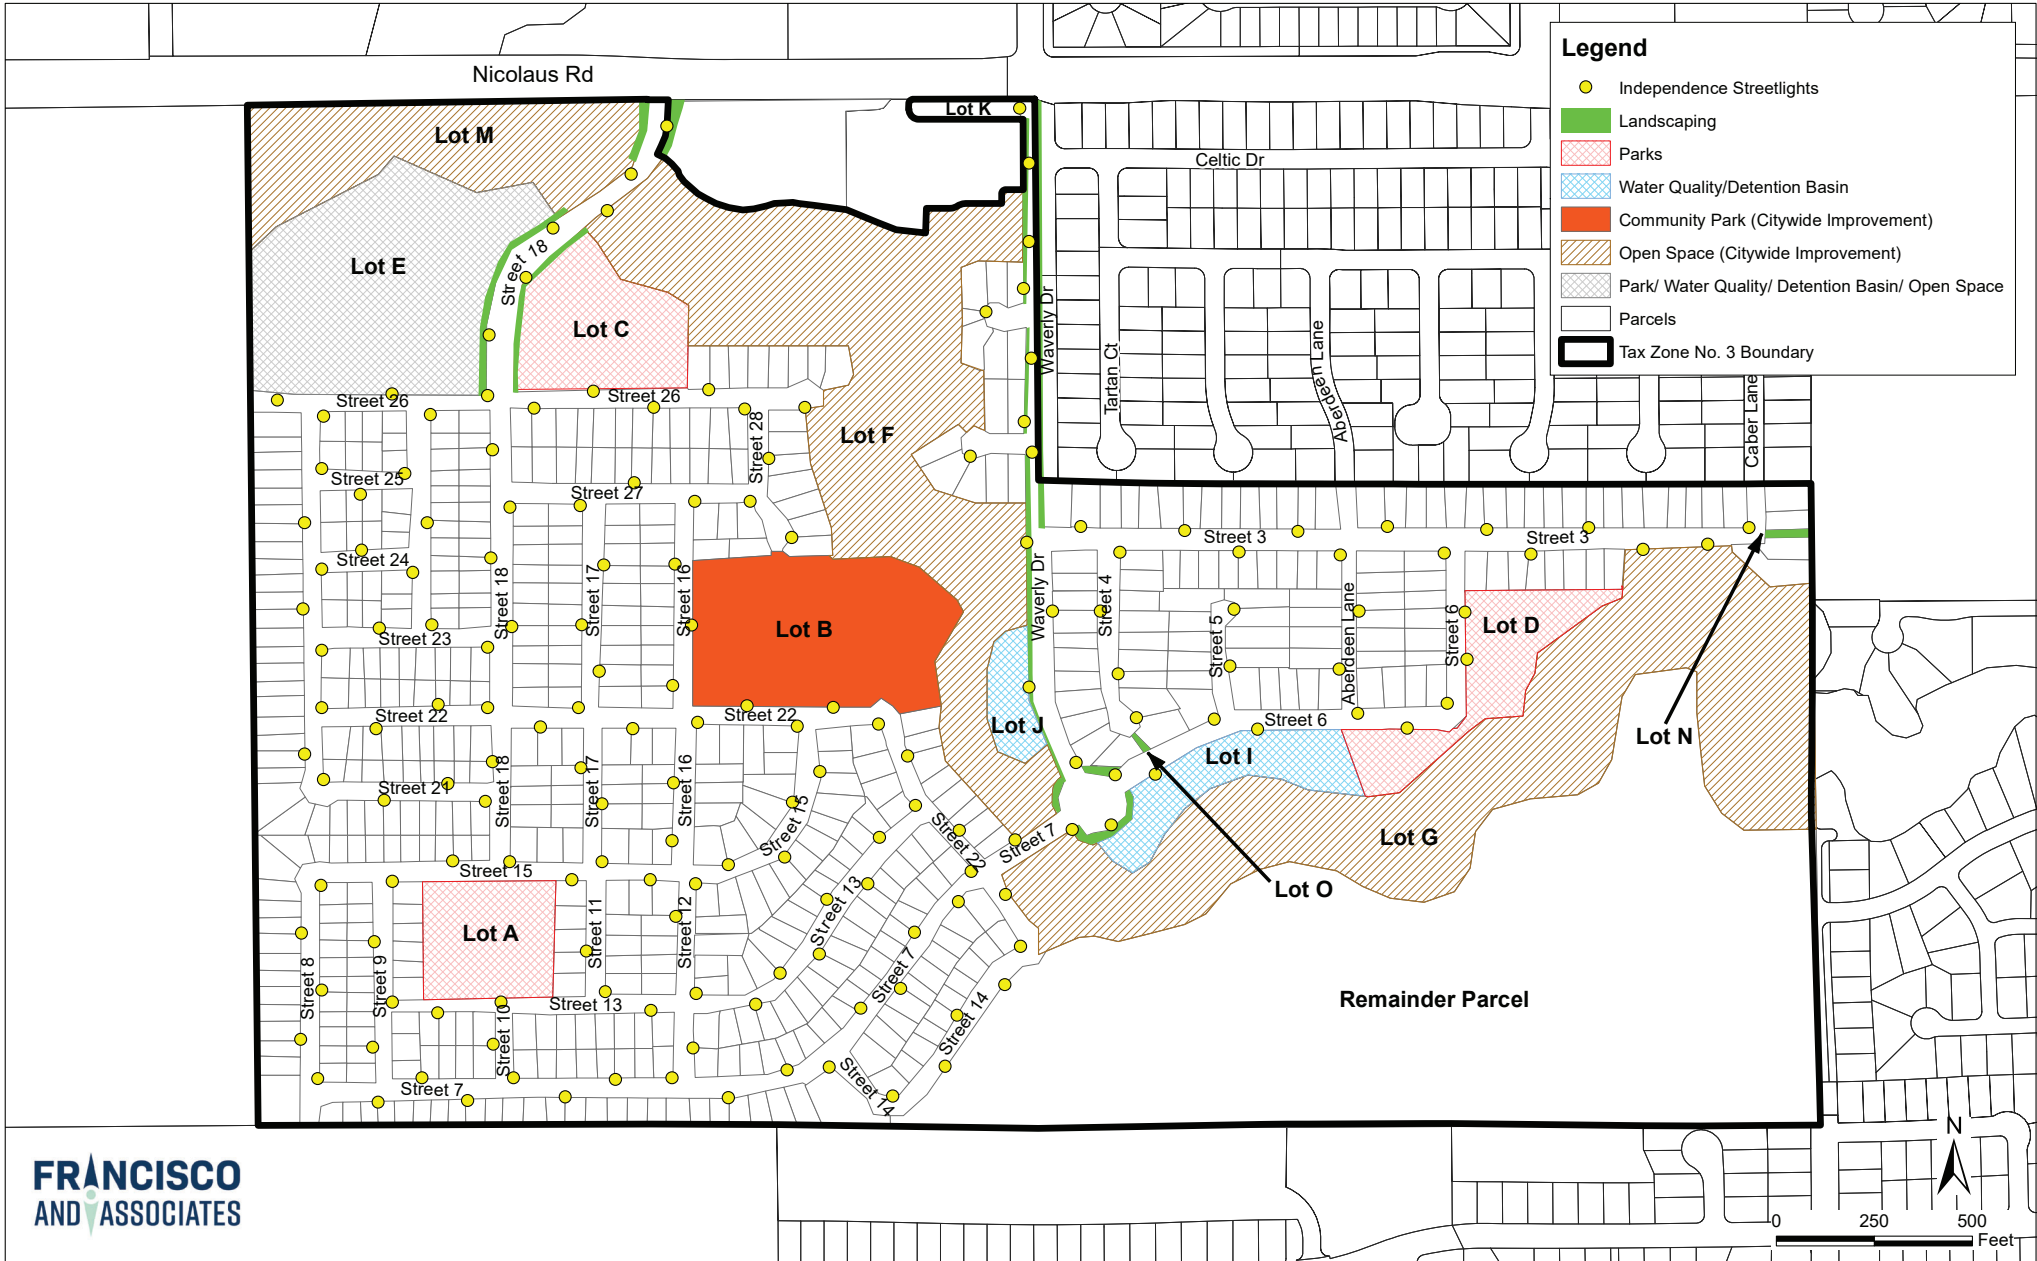 Nicolaus Rd
Legend
Independence Streetlights
Landscaping
Parks
Water Quality/Detention Basin
Community Park (Citywide Improvement)
Open Space (Citywide Improvement)
Park/ Water Quality/ Detention Basin/ Open Space
Parcels
Tax Zone No. 3 Boundary
Lot K
Lot M
Celtic Dr
Lot E
Street 18
Lot C
Waverly Dr
Tartan Ct
Aberdeen Lane
Caber Lane
Street 26
Street 26
Street 28
Lot F
Street 25
Street 27
Street 24
Street 3
Street 3
Street 18
Street 17
Street 16
Waverly Dr
Street 4
Street 5
Aberdeen Lane
Street 6
Lot B
Lot D
Street 23
Street 22
Street 22
Lot J
Street 6
Lot I
Lot N
Street 21
Street 18
Street 17
Street 16
Street 15
Street 22
Street 7
Lot G
Street 15
Lot O
Street 13
Lot A
Street 11
Street 12
Street 8
Street 9
Street 7
Street 10
Street 13
Street 14
Remainder Parcel
Street 7
Street 14
N
FRANCISCO
AND ASSOCIATES
0 250 500
Feet